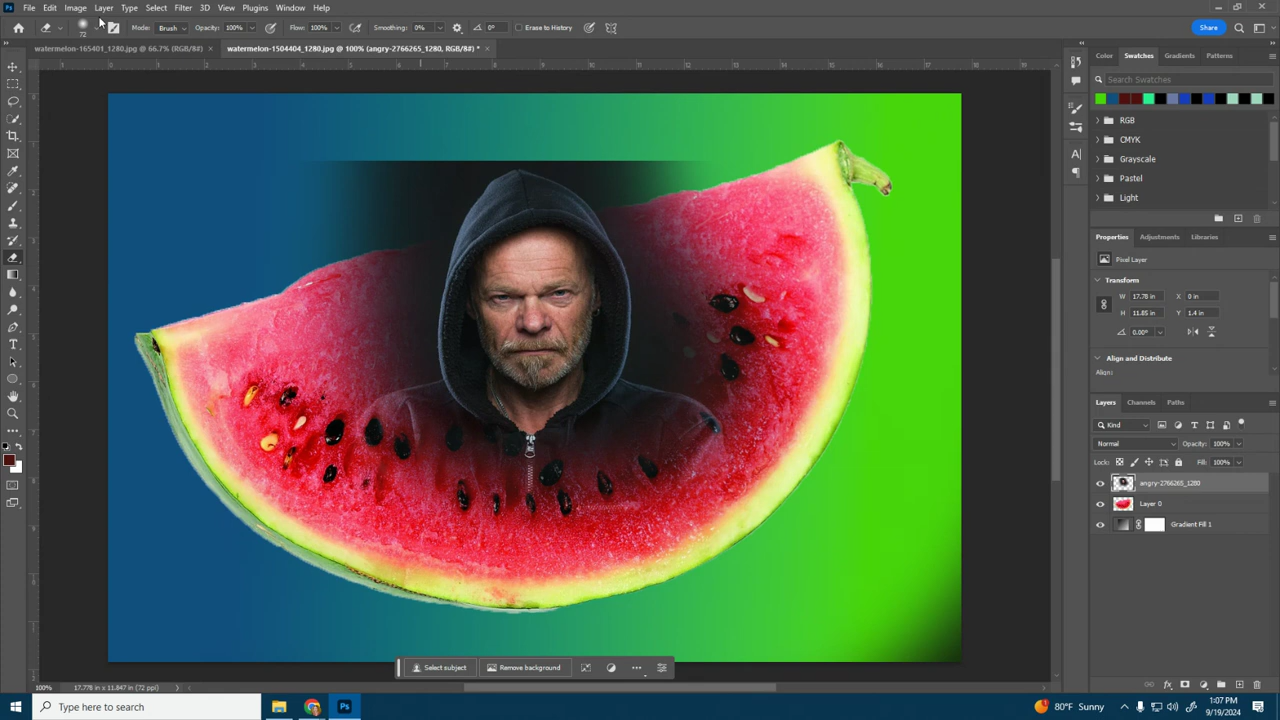 File Edit Image Layer Type Select Filter 3D View Plugins Window Help
72 Mode: Brush Opacity: 100% Flow: 100% Smoothing: 0% 0° Erase to History Share
watermelon-165401_1280.jpg @ 66.7% (RGB/8#) × watermelon-1504404_1280.jpg @ 100% (angry-2766265_1280, RGB/8#) * ×
Color Swatches Gradients Patterns
Search Swatches
RGB
CMYK
Grayscale
Pastel
Light
Properties Adjustments Libraries
Pixel Layer
Transform
W 17.78 in X 0 in
H 11.85 in Y 1.4 in
0.00°
Align and Distribute
Align:
Layers Channels Paths
Kind
Normal Opacity: 100%
Lock: Fill: 100%
angry-2766265_1280
Layer 0
Gradient Fill 1
Select subject Remove background
100% 17.778 in x 11.847 in (72 ppi)
Type here to search Ps 80°F Sunny 1:07 PM
9/19/2024